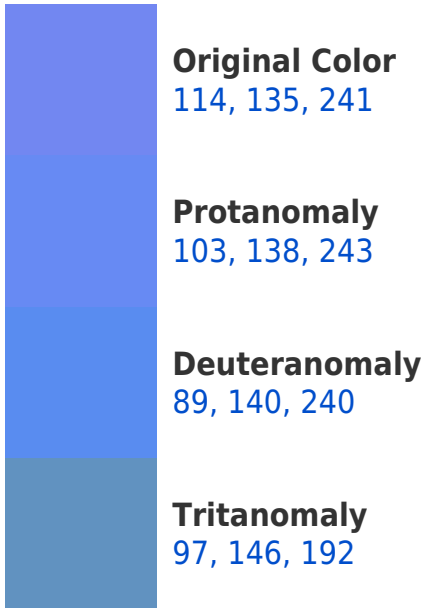 Original Color
114, 135, 241
Protanomaly
103, 138, 243
Deuteranomaly
89, 140, 240
Tritanomaly
97, 146, 192